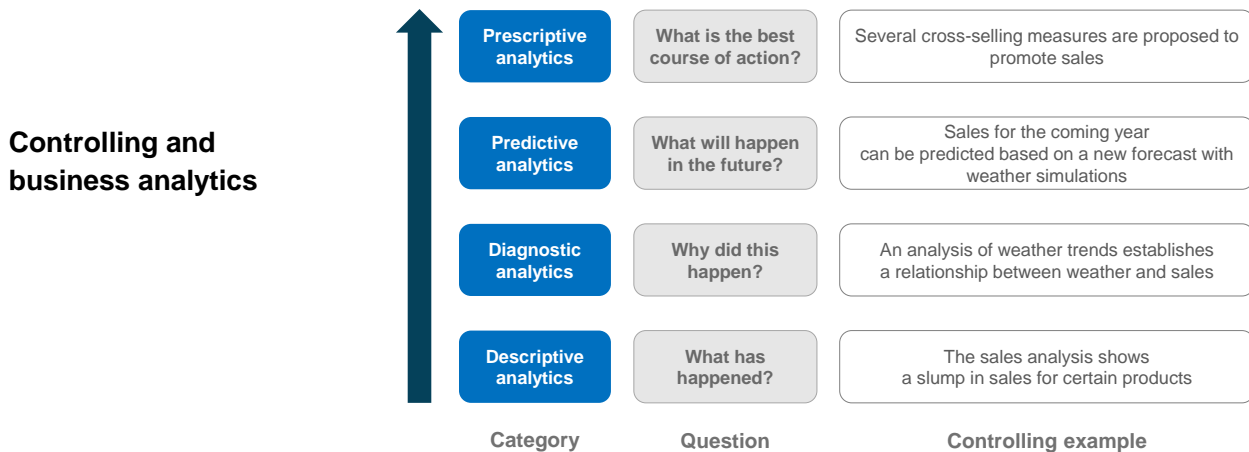 Controlling and
business analytics
Prescriptive
analytics
What is the best
course of action?
Several cross-selling measures are proposed to
promote sales
Predictive
analytics
What will happen
in the future?
Sales for the coming year
can be predicted based on a new forecast with
weather simulations
Diagnostic
analytics
Why did this
happen?
An analysis of weather trends establishes
a relationship between weather and sales
Descriptive
analytics
What has
happened?
The sales analysis shows
a slump in sales for certain products
Category
Question
Controlling example